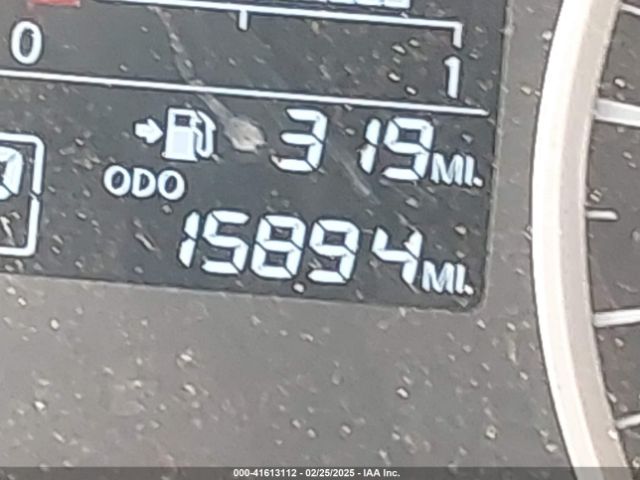 0 1
319 MI.
ODO
15894 MI.
000-41613112 - 02/25/2025 - IAA Inc.